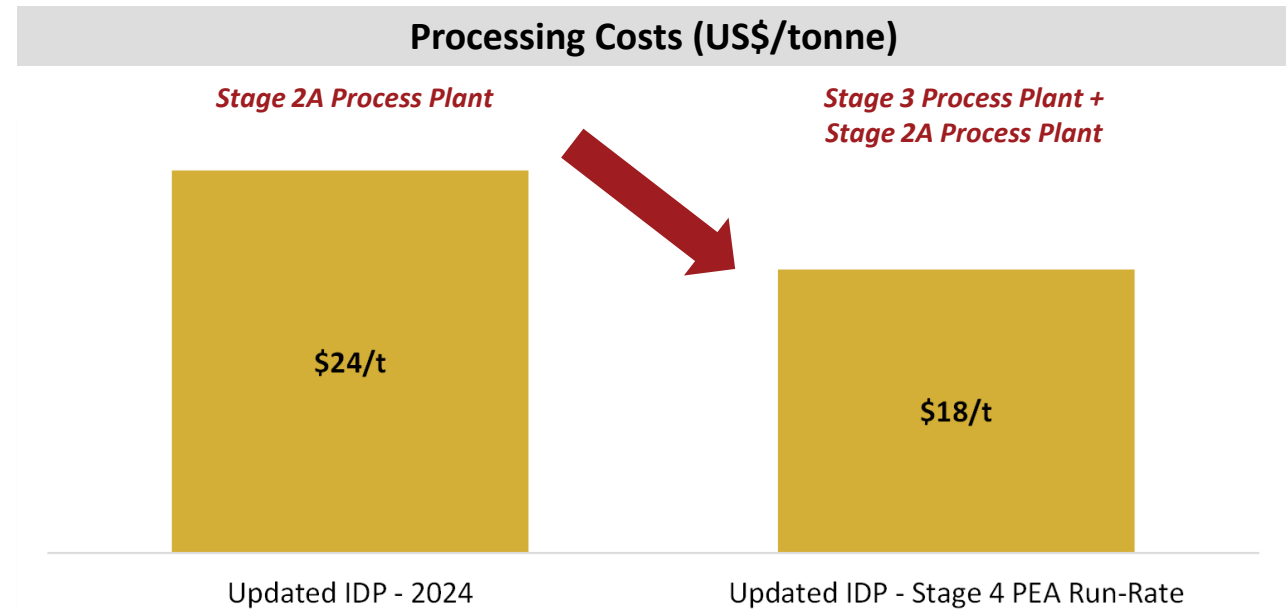 Processing Costs (US$/tonne)
Stage 2A Process Plant
Stage 3 Process Plant +
Stage 2A Process Plant
$24/t
$18/t
Updated IDP - 2024
Updated IDP - Stage 4 PEA Run-Rate